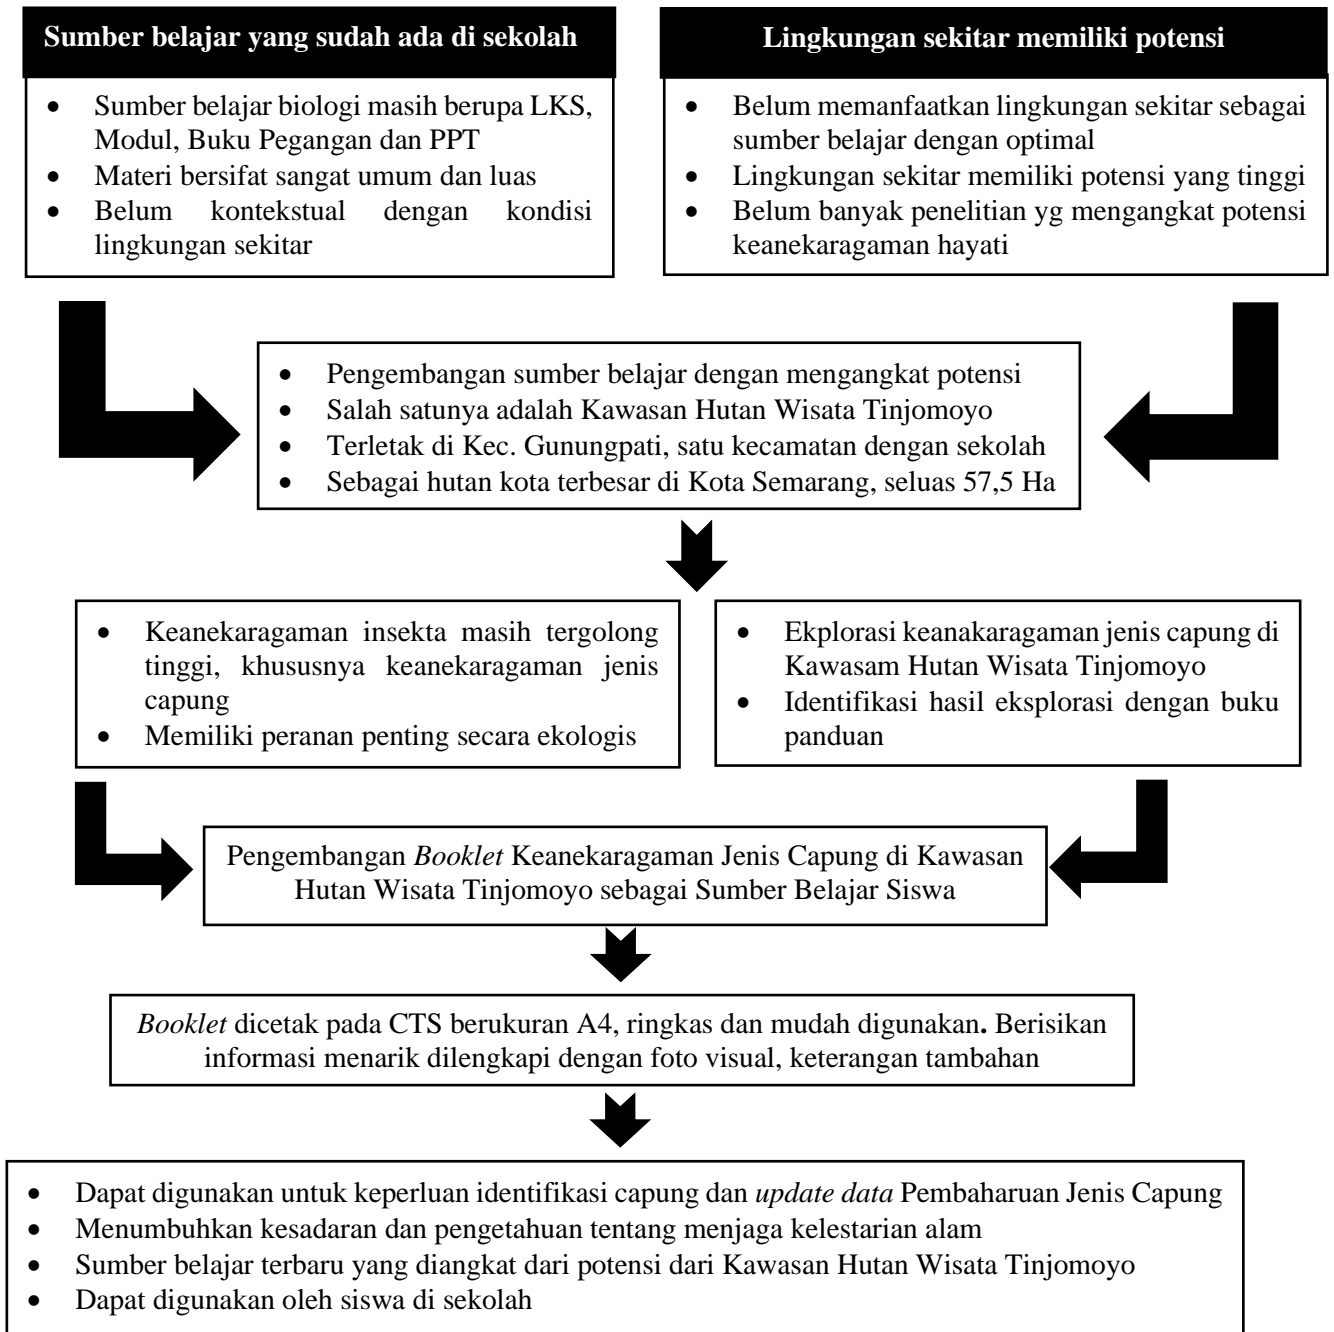 Sumber belajar yang sudah ada di sekolah
• Sumber belajar biologi masih berupa LKS,
Modul, Buku Pegangan dan PPT
• Materi bersifat sangat umum dan luas
• Belum kontekstual dengan kondisi
lingkungan sekitar
Lingkungan sekitar memiliki potensi
• Belum memanfaatkan lingkungan sekitar sebagai
sumber belajar dengan optimal
• Lingkungan sekitar memiliki potensi yang tinggi
• Belum banyak penelitian yg mengangkat potensi
keanekaragaman hayati
• Pengembangan sumber belajar dengan mengangkat potensi
• Salah satunya adalah Kawasan Hutan Wisata Tinjomoyo
• Terletak di Kec. Gunungpati, satu kecamatan dengan sekolah
• Sebagai hutan kota terbesar di Kota Semarang, seluas 57,5 Ha
• Keanekaragaman insekta masih tergolong
tinggi, khususnya keanekaragaman jenis
capung
• Memiliki peranan penting secara ekologis
• Ekplorasi keanakaragaman jenis capung di
Kawasam Hutan Wisata Tinjomoyo
• Identifikasi hasil eksplorasi dengan buku
panduan
Pengembangan Booklet Keanekaragaman Jenis Capung di Kawasan
Hutan Wisata Tinjomoyo sebagai Sumber Belajar Siswa
Booklet dicetak pada CTS berukuran A4, ringkas dan mudah digunakan. Berisikan
informasi menarik dilengkapi dengan foto visual, keterangan tambahan
• Dapat digunakan untuk keperluan identifikasi capung dan update data Pembaharuan Jenis Capung
• Menumbuhkan kesadaran dan pengetahuan tentang menjaga kelestarian alam
• Sumber belajar terbaru yang diangkat dari potensi dari Kawasan Hutan Wisata Tinjomoyo
• Dapat digunakan oleh siswa di sekolah